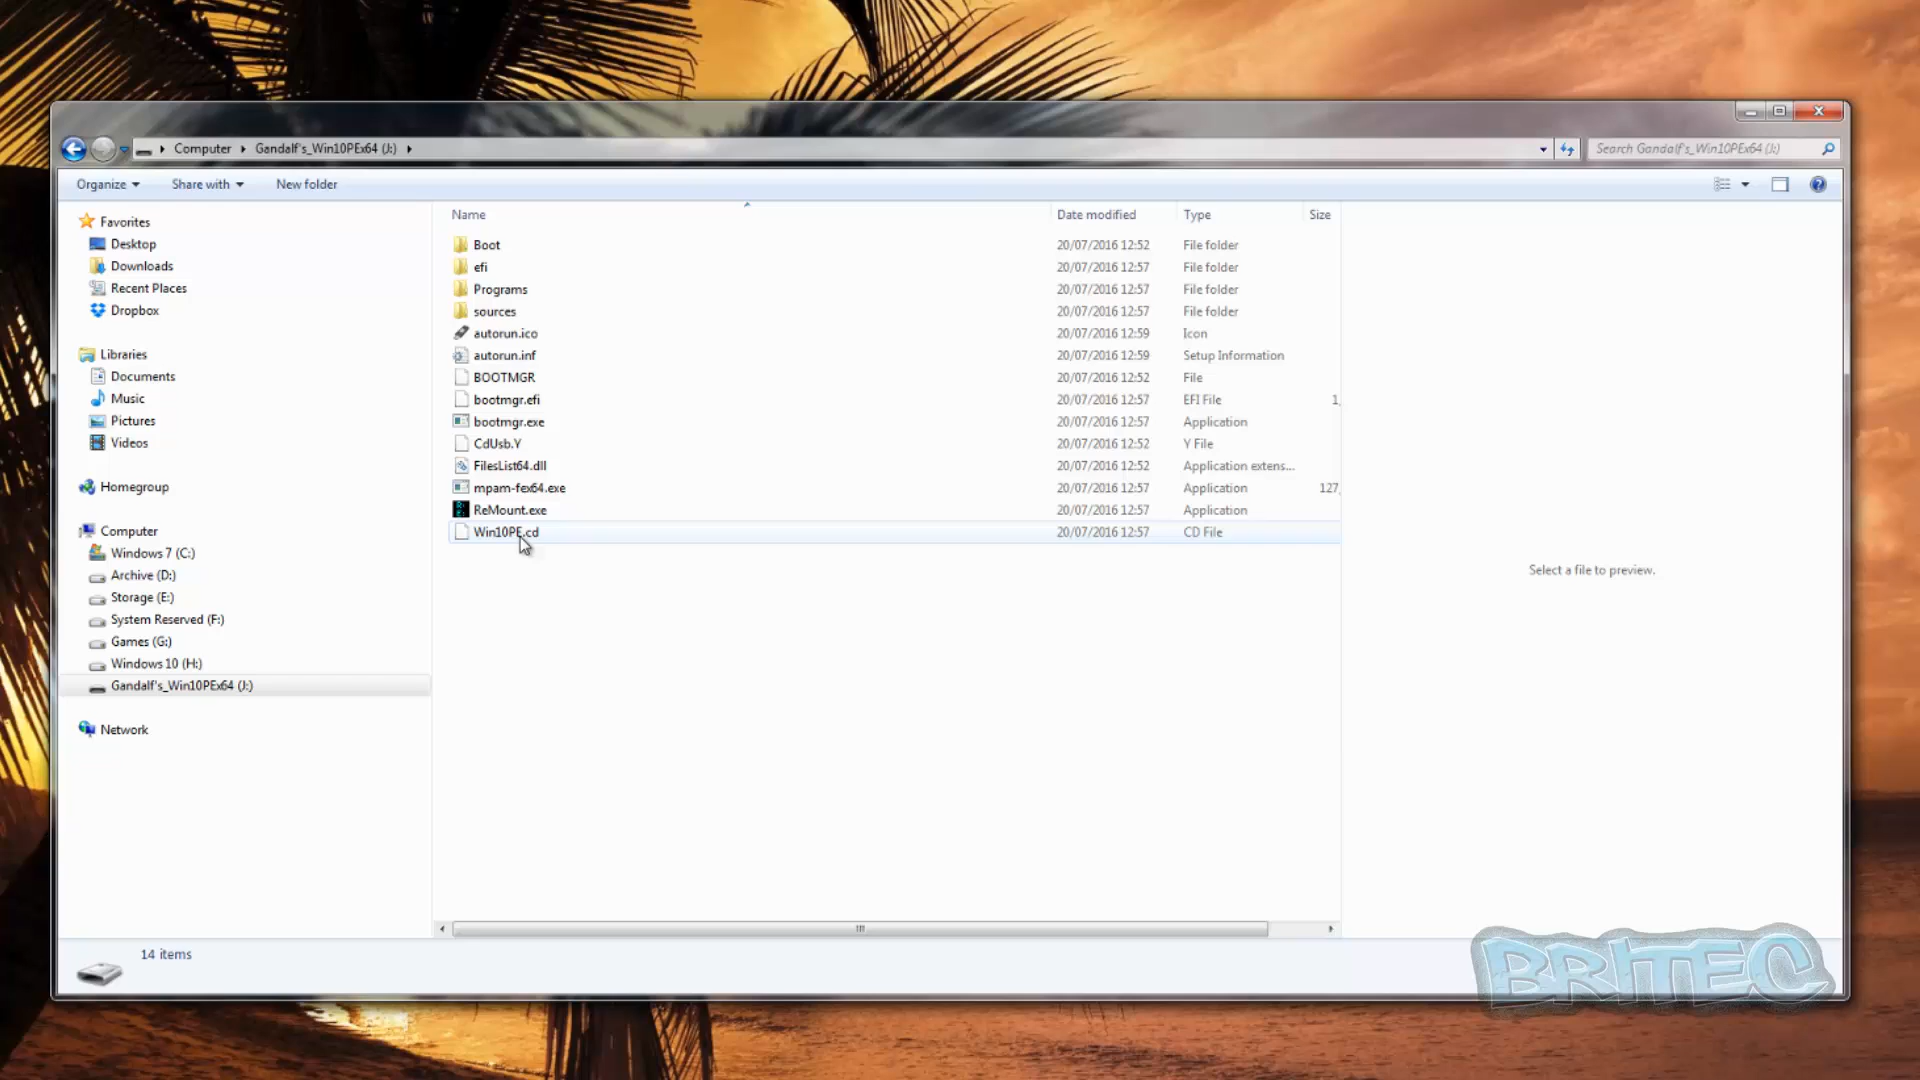 Computer Gandalf's_Win10PEx64 (J:)
Search Gandalf's_Win10PEx64 (J:)
Organize Share with New folder
Favorites
Desktop
Downloads
Recent Places
Dropbox
Libraries
Documents
Music
Pictures
Videos
Homegroup
Computer
Windows 7 (C:)
Archive (D:)
Storage (E:)
System Reserved (F:)
Games (G:)
Windows 10 (H:)
Gandalf's_Win10PEx64 (J:)
Network
Name Date modified Type Size
Boot 20/07/2016 12:52 File folder
efi 20/07/2016 12:57 File folder
Programs 20/07/2016 12:57 File folder
sources 20/07/2016 12:57 File folder
autorun.ico 20/07/2016 12:59 Icon
autorun.inf 20/07/2016 12:59 Setup Information
BOOTMGR 20/07/2016 12:52 File
bootmgr.efi 20/07/2016 12:57 EFI File 1,
bootmgr.exe 20/07/2016 12:57 Application
CdUsb.Y 20/07/2016 12:52 Y File
FilesList64.dll 20/07/2016 12:52 Application extens...
mpam-fex64.exe 20/07/2016 12:57 Application 127,
ReMount.exe 20/07/2016 12:57 Application
Win10PE.cd 20/07/2016 12:57 CD File
Select a file to preview.
14 items
BRITEC